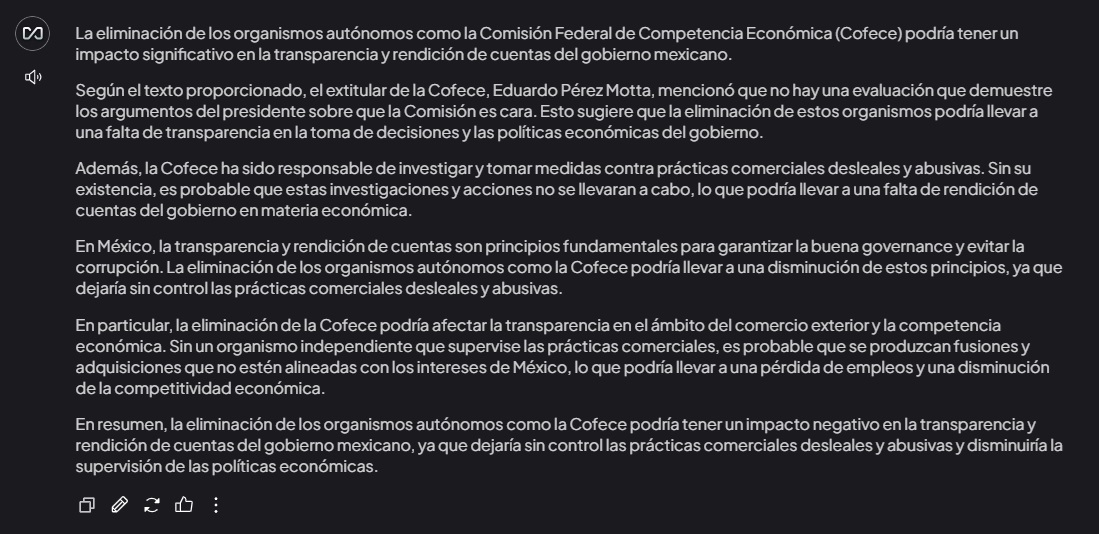 La eliminación de los organismos autónomos como la Comisión Federal de Competencia Económica (Cofece) podría tener un
impacto significativo en la transparencia y rendición de cuentas del gobierno mexicano.
Según el texto proporcionado, el extitular de la Cofece, Eduardo Pérez Motta, mencionó que no hay una evaluación que demuestre
los argumentos del presidente sobre que la Comisión es cara. Esto sugiere que la eliminación de estos organismos podría llevar a
una falta de transparencia en la toma de decisiones y las políticas económicas del gobierno.
Además, la Cofece ha sido responsable de investigar y tomar medidas contra prácticas comerciales desleales y abusivas. Sin su
existencia, es probable que estas investigaciones y acciones no se llevaran a cabo, lo que podría llevar a una falta de rendición de
cuentas del gobierno en materia económica.
En México, la transparencia y rendición de cuentas son principios fundamentales para garantizar la buena governance y evitar la
corrupción. La eliminación de los organismos autónomos como la Cofece podría llevar a una disminución de estos principios, ya que
dejaría sin control las prácticas comerciales desleales y abusivas.
En particular, la eliminación de la Cofece podría afectar la transparencia en el ámbito del comercio exterior y la competencia
económica. Sin un organismo independiente que supervise las prácticas comerciales, es probable que se produzcan fusiones y
adquisiciones que no estén alineadas con los intereses de México, lo que podría llevar a una pérdida de empleos y una disminución
de la competitividad económica.
En resumen, la eliminación de los organismos autónomos como la Cofece podría tener un impacto negativo en la transparencia y
rendición de cuentas del gobierno mexicano, ya que dejaría sin control las prácticas comerciales desleales y abusivas y disminuiría la
supervisión de las políticas económicas.